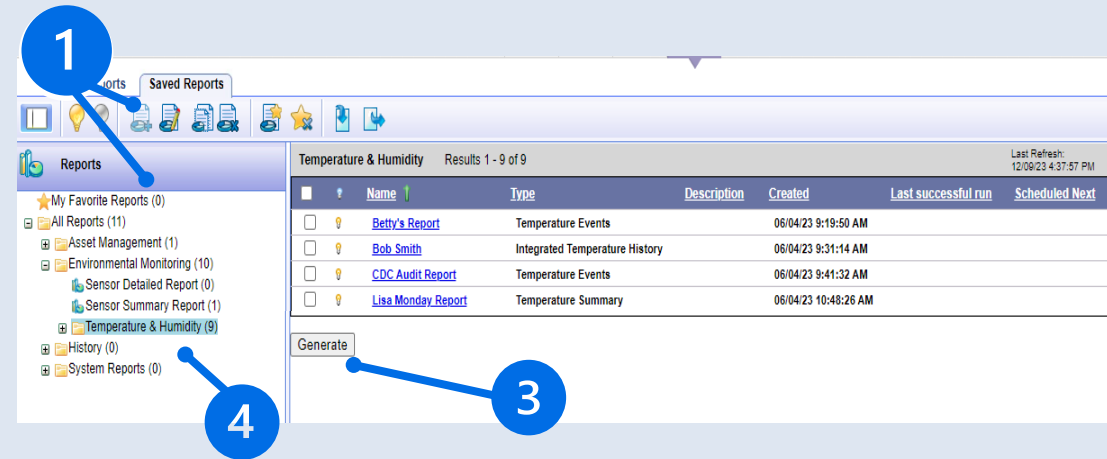 1
Saved Reports
Reports
My Favorite Reports (0)
All Reports (11)
Asset Management (1)
Environmental Monitoring (10)
Sensor Detailed Report (0)
Sensor Summary Report (1)
Temperature & Humidity (9)
History (0)
System Reports (0)
4
Temperature & Humidity Results 1 - 9 of 9
Last Refresh:
12/09/23 4:37:57 PM
Name Type Description Created Last successful run Scheduled Next
Betty's Report Temperature Events 06/04/23 9:19:50 AM
Bob Smith Integrated Temperature History 06/04/23 9:31:14 AM
CDC Audit Report Temperature Events 06/04/23 9:41:32 AM
Lisa Monday Report Temperature Summary 06/04/23 10:48:26 AM
Generate
3